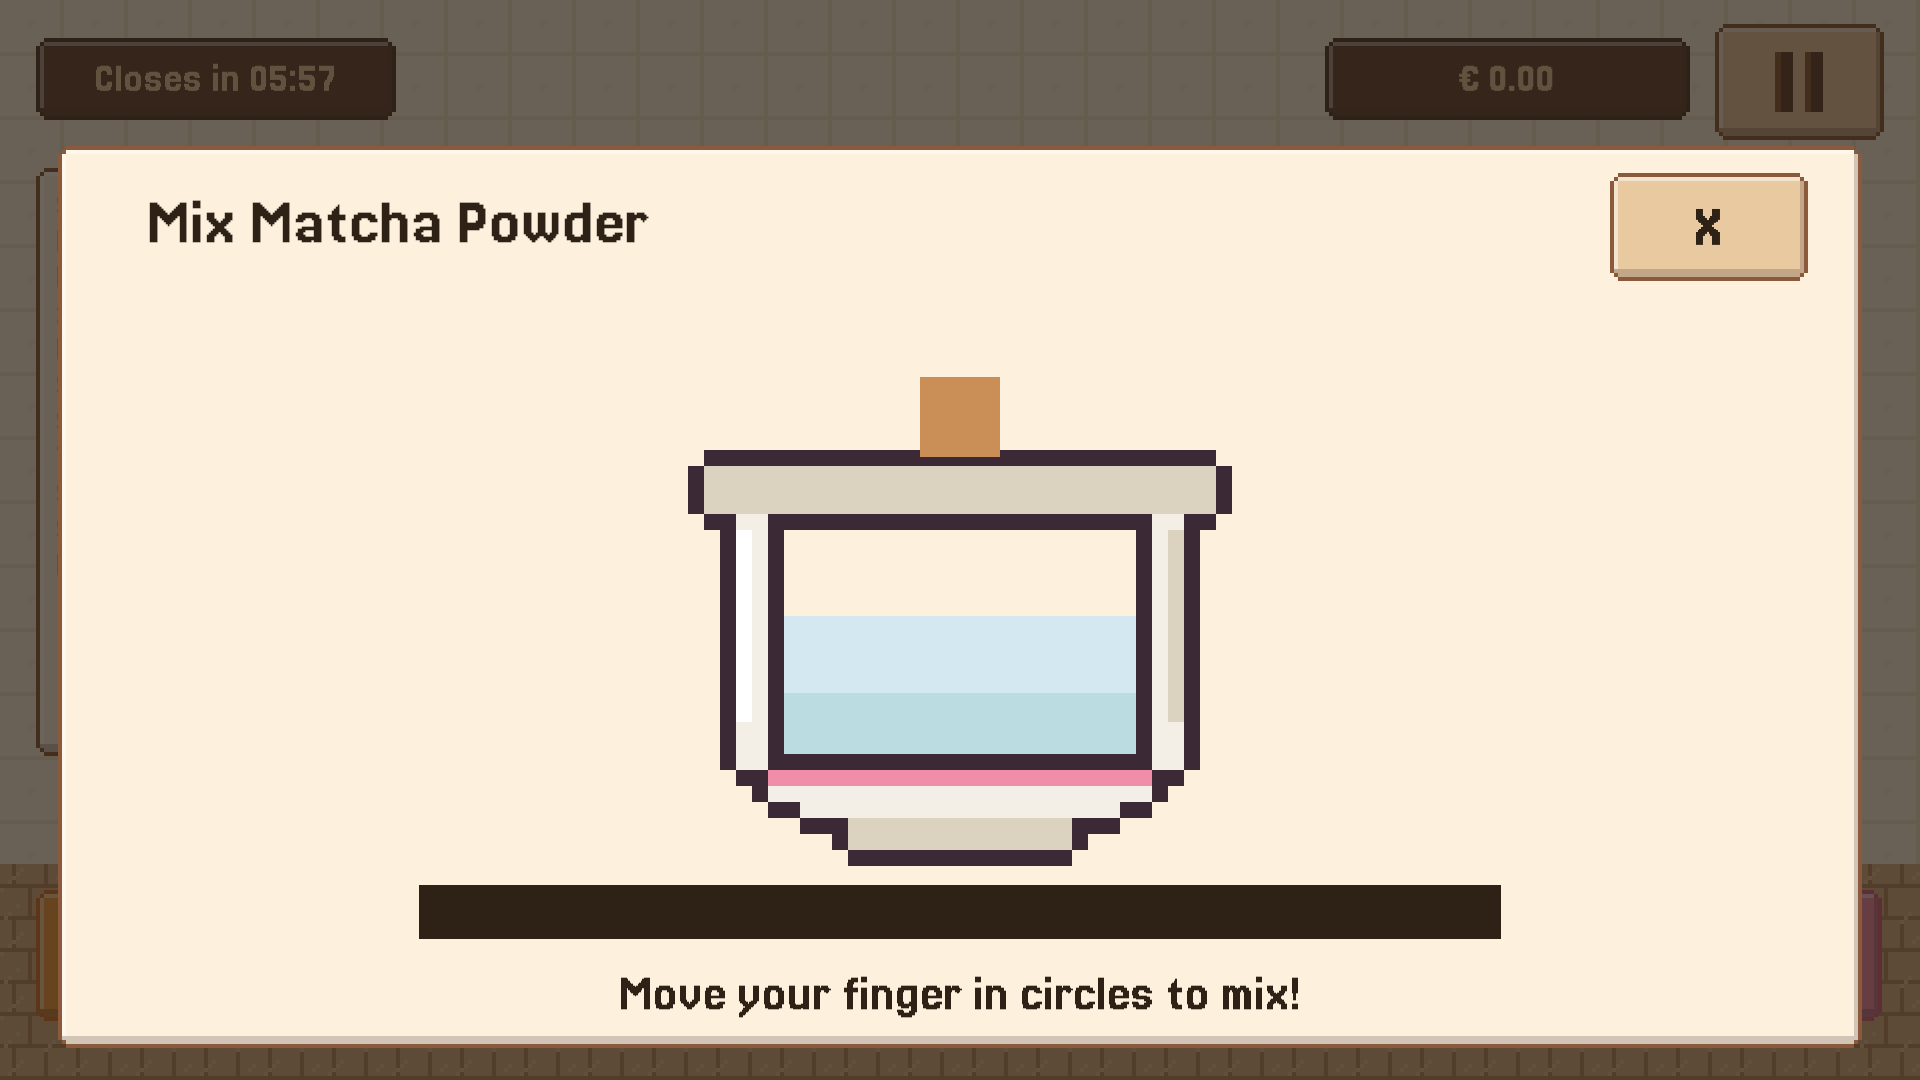 Closes in 05:57
€ 0.00
Mix Matcha Powder
X
Move your finger in circles to mix!